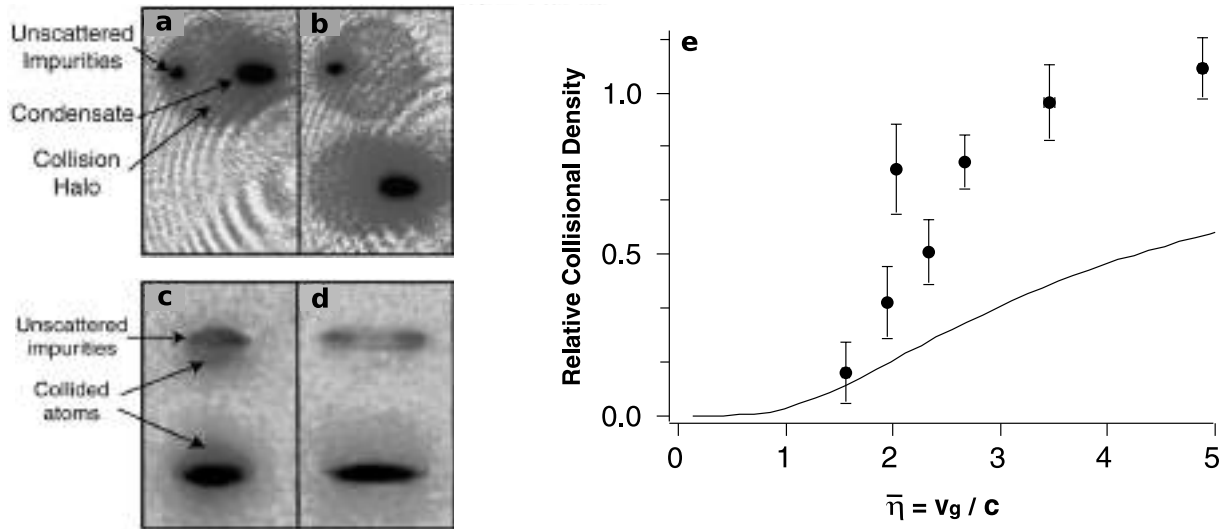 a
b
Unscattered
Impurities
Condensate
Collision
Halo
c
d
Unscattered
impurities
Collided
atoms
e
Relative Collisional Density
1.0
0.5
0.0
0 1 2 3 4 5
η̅ = vg / c